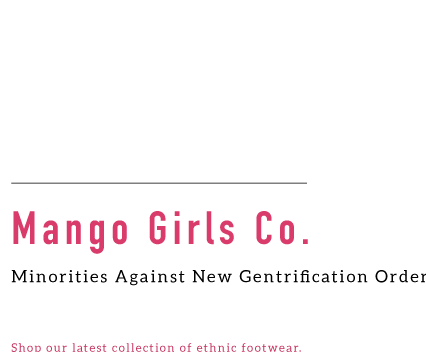 Mango Girls Co.
Minorities Against New Gentrification Order
Shop our latest collection of ethnic footwear.